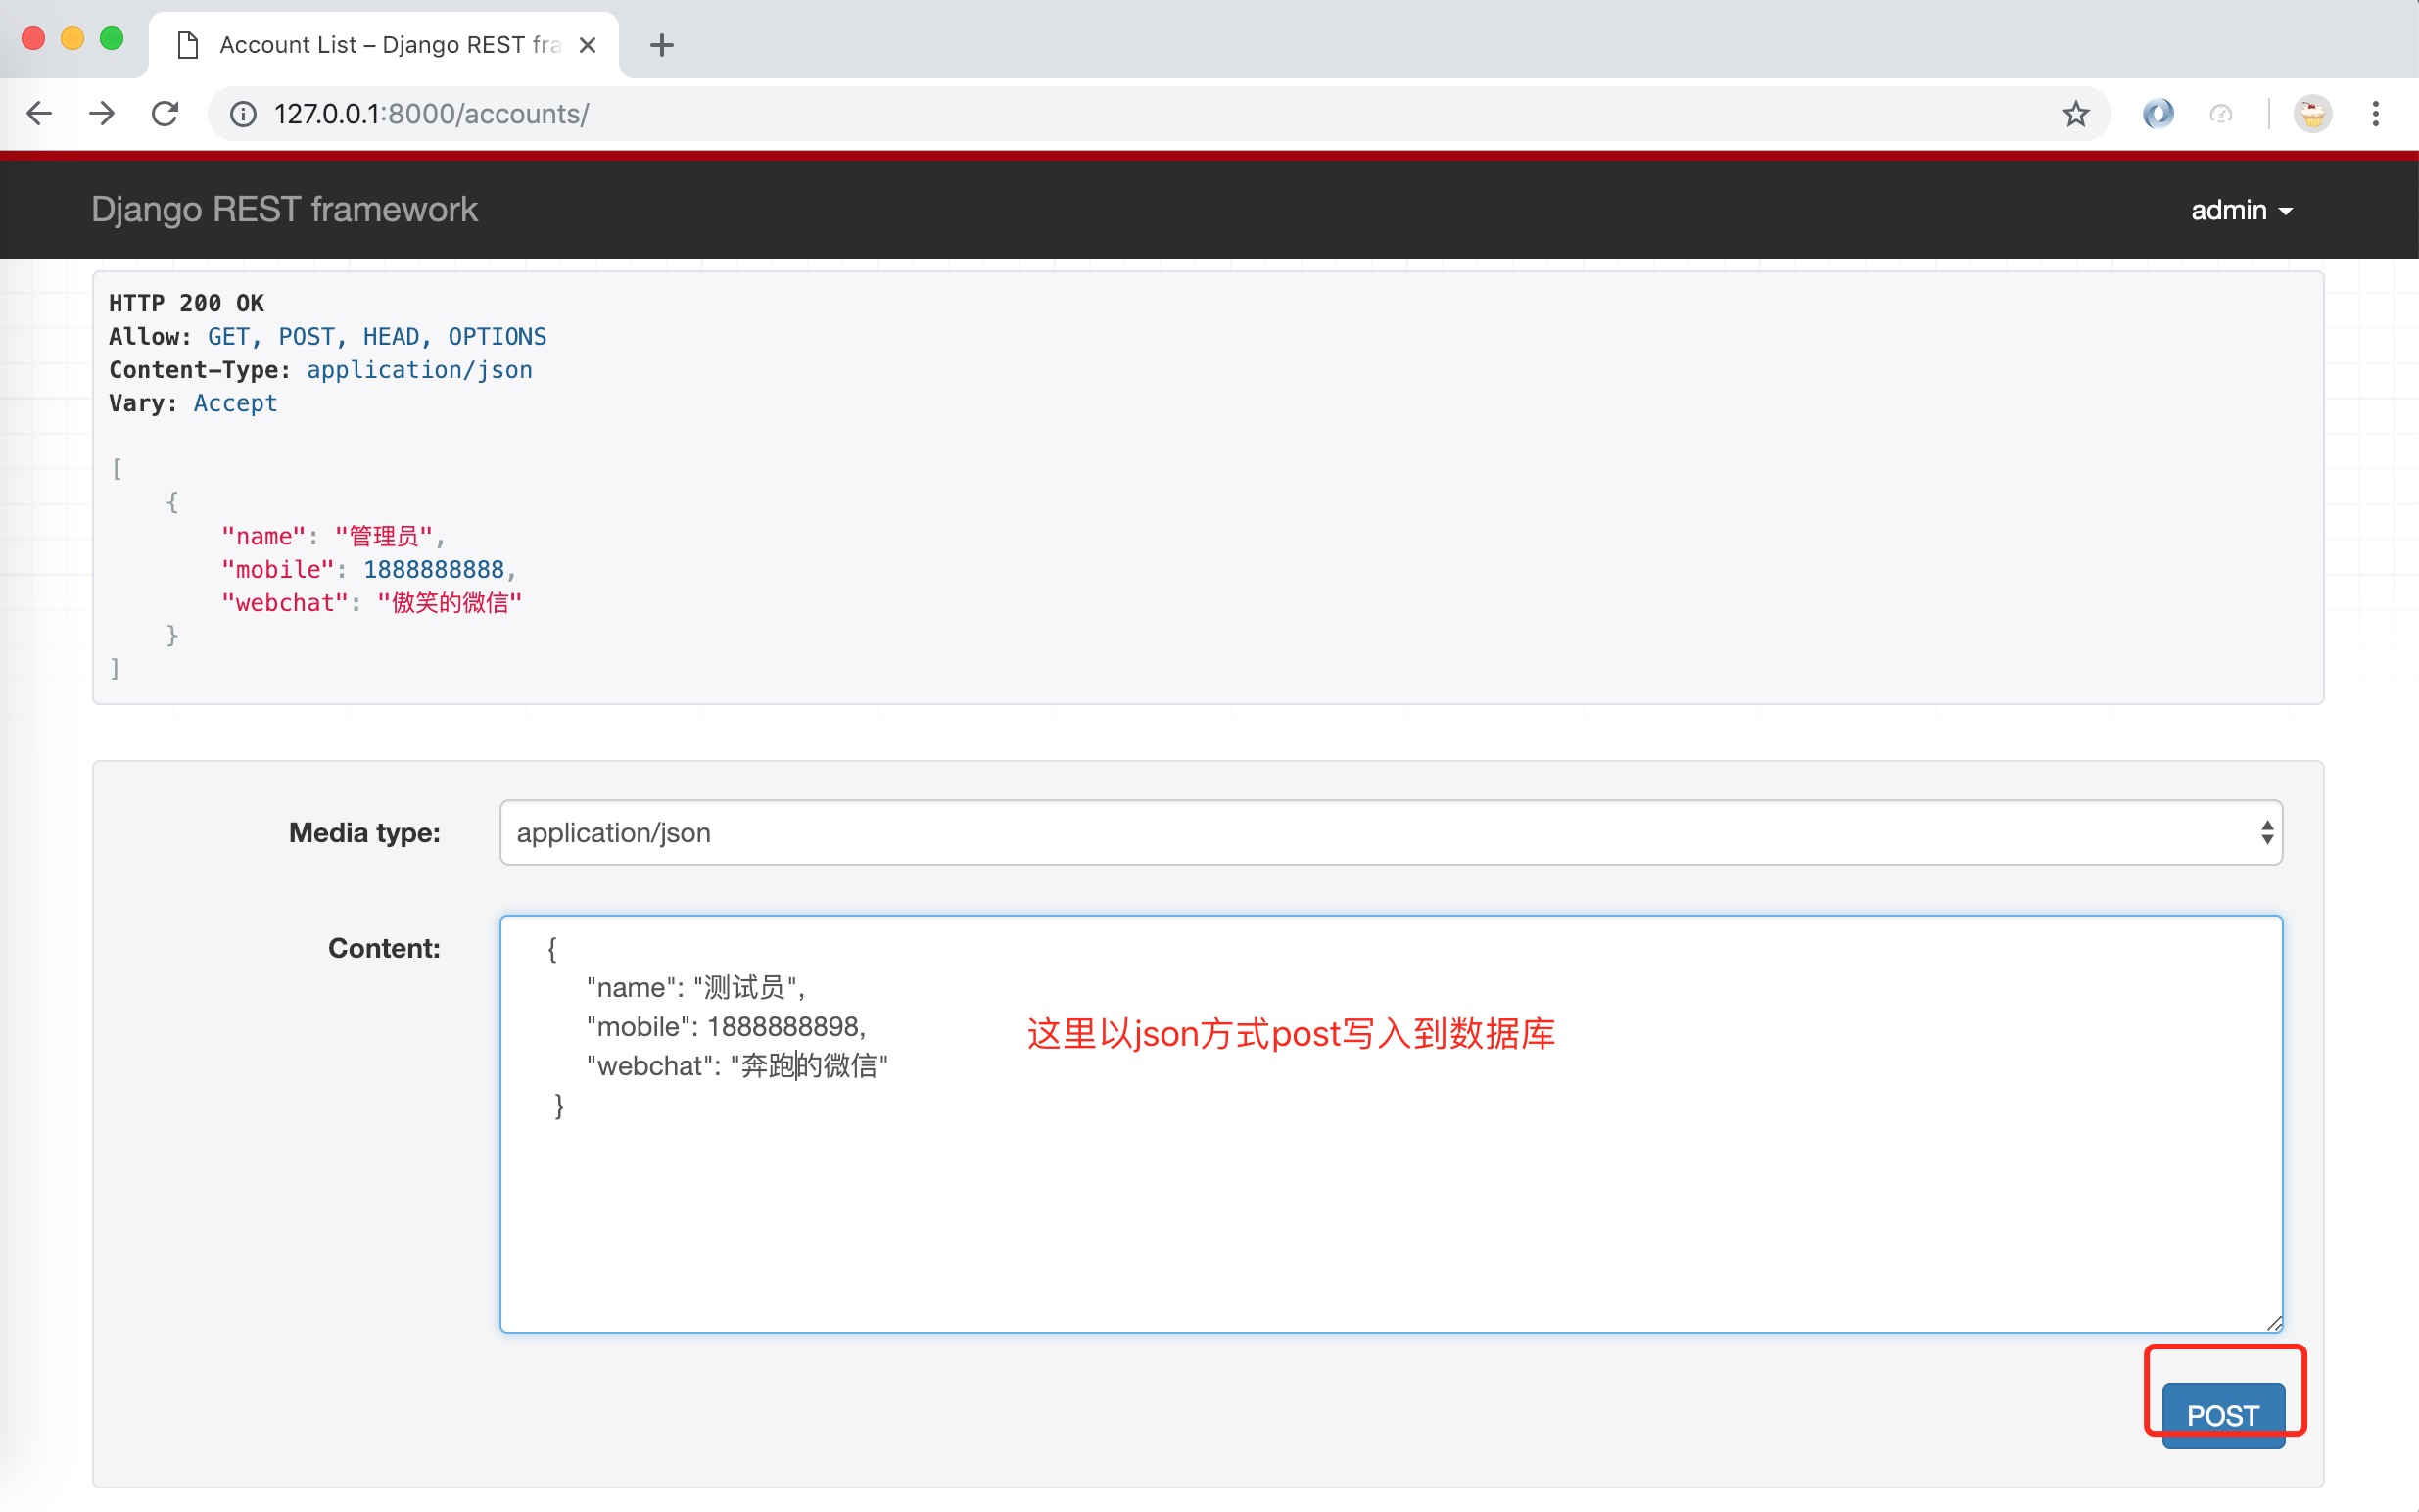 Account List – Django REST fra
127.0.0.1:8000/accounts/
Django REST framework
admin
HTTP 200 OK
Allow: GET, POST, HEAD, OPTIONS
Content-Type: application/json
Vary: Accept
[
{
"name": "管理员",
"mobile": 1888888888,
"webchat": "傲笑的微信"
}
]
Media type:
application/json
Content:
{
"name": "测试员",
"mobile": 1888888898,
"webchat": "奔跑的微信"
}
这里以json方式post写入到数据库
POST